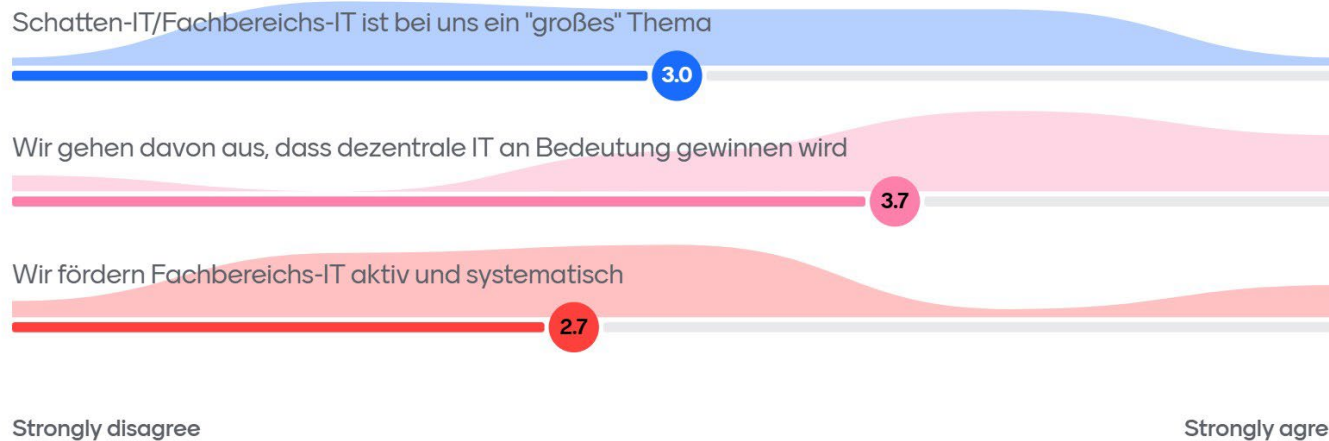 Schatten-IT/Fachbereichs-IT ist bei uns ein "großes" Thema
3.0
Wir gehen davon aus, dass dezentrale IT an Bedeutung gewinnen wird
3.7
Wir fördern Fachbereichs-IT aktiv und systematisch
2.7
Strongly disagree
Strongly agre